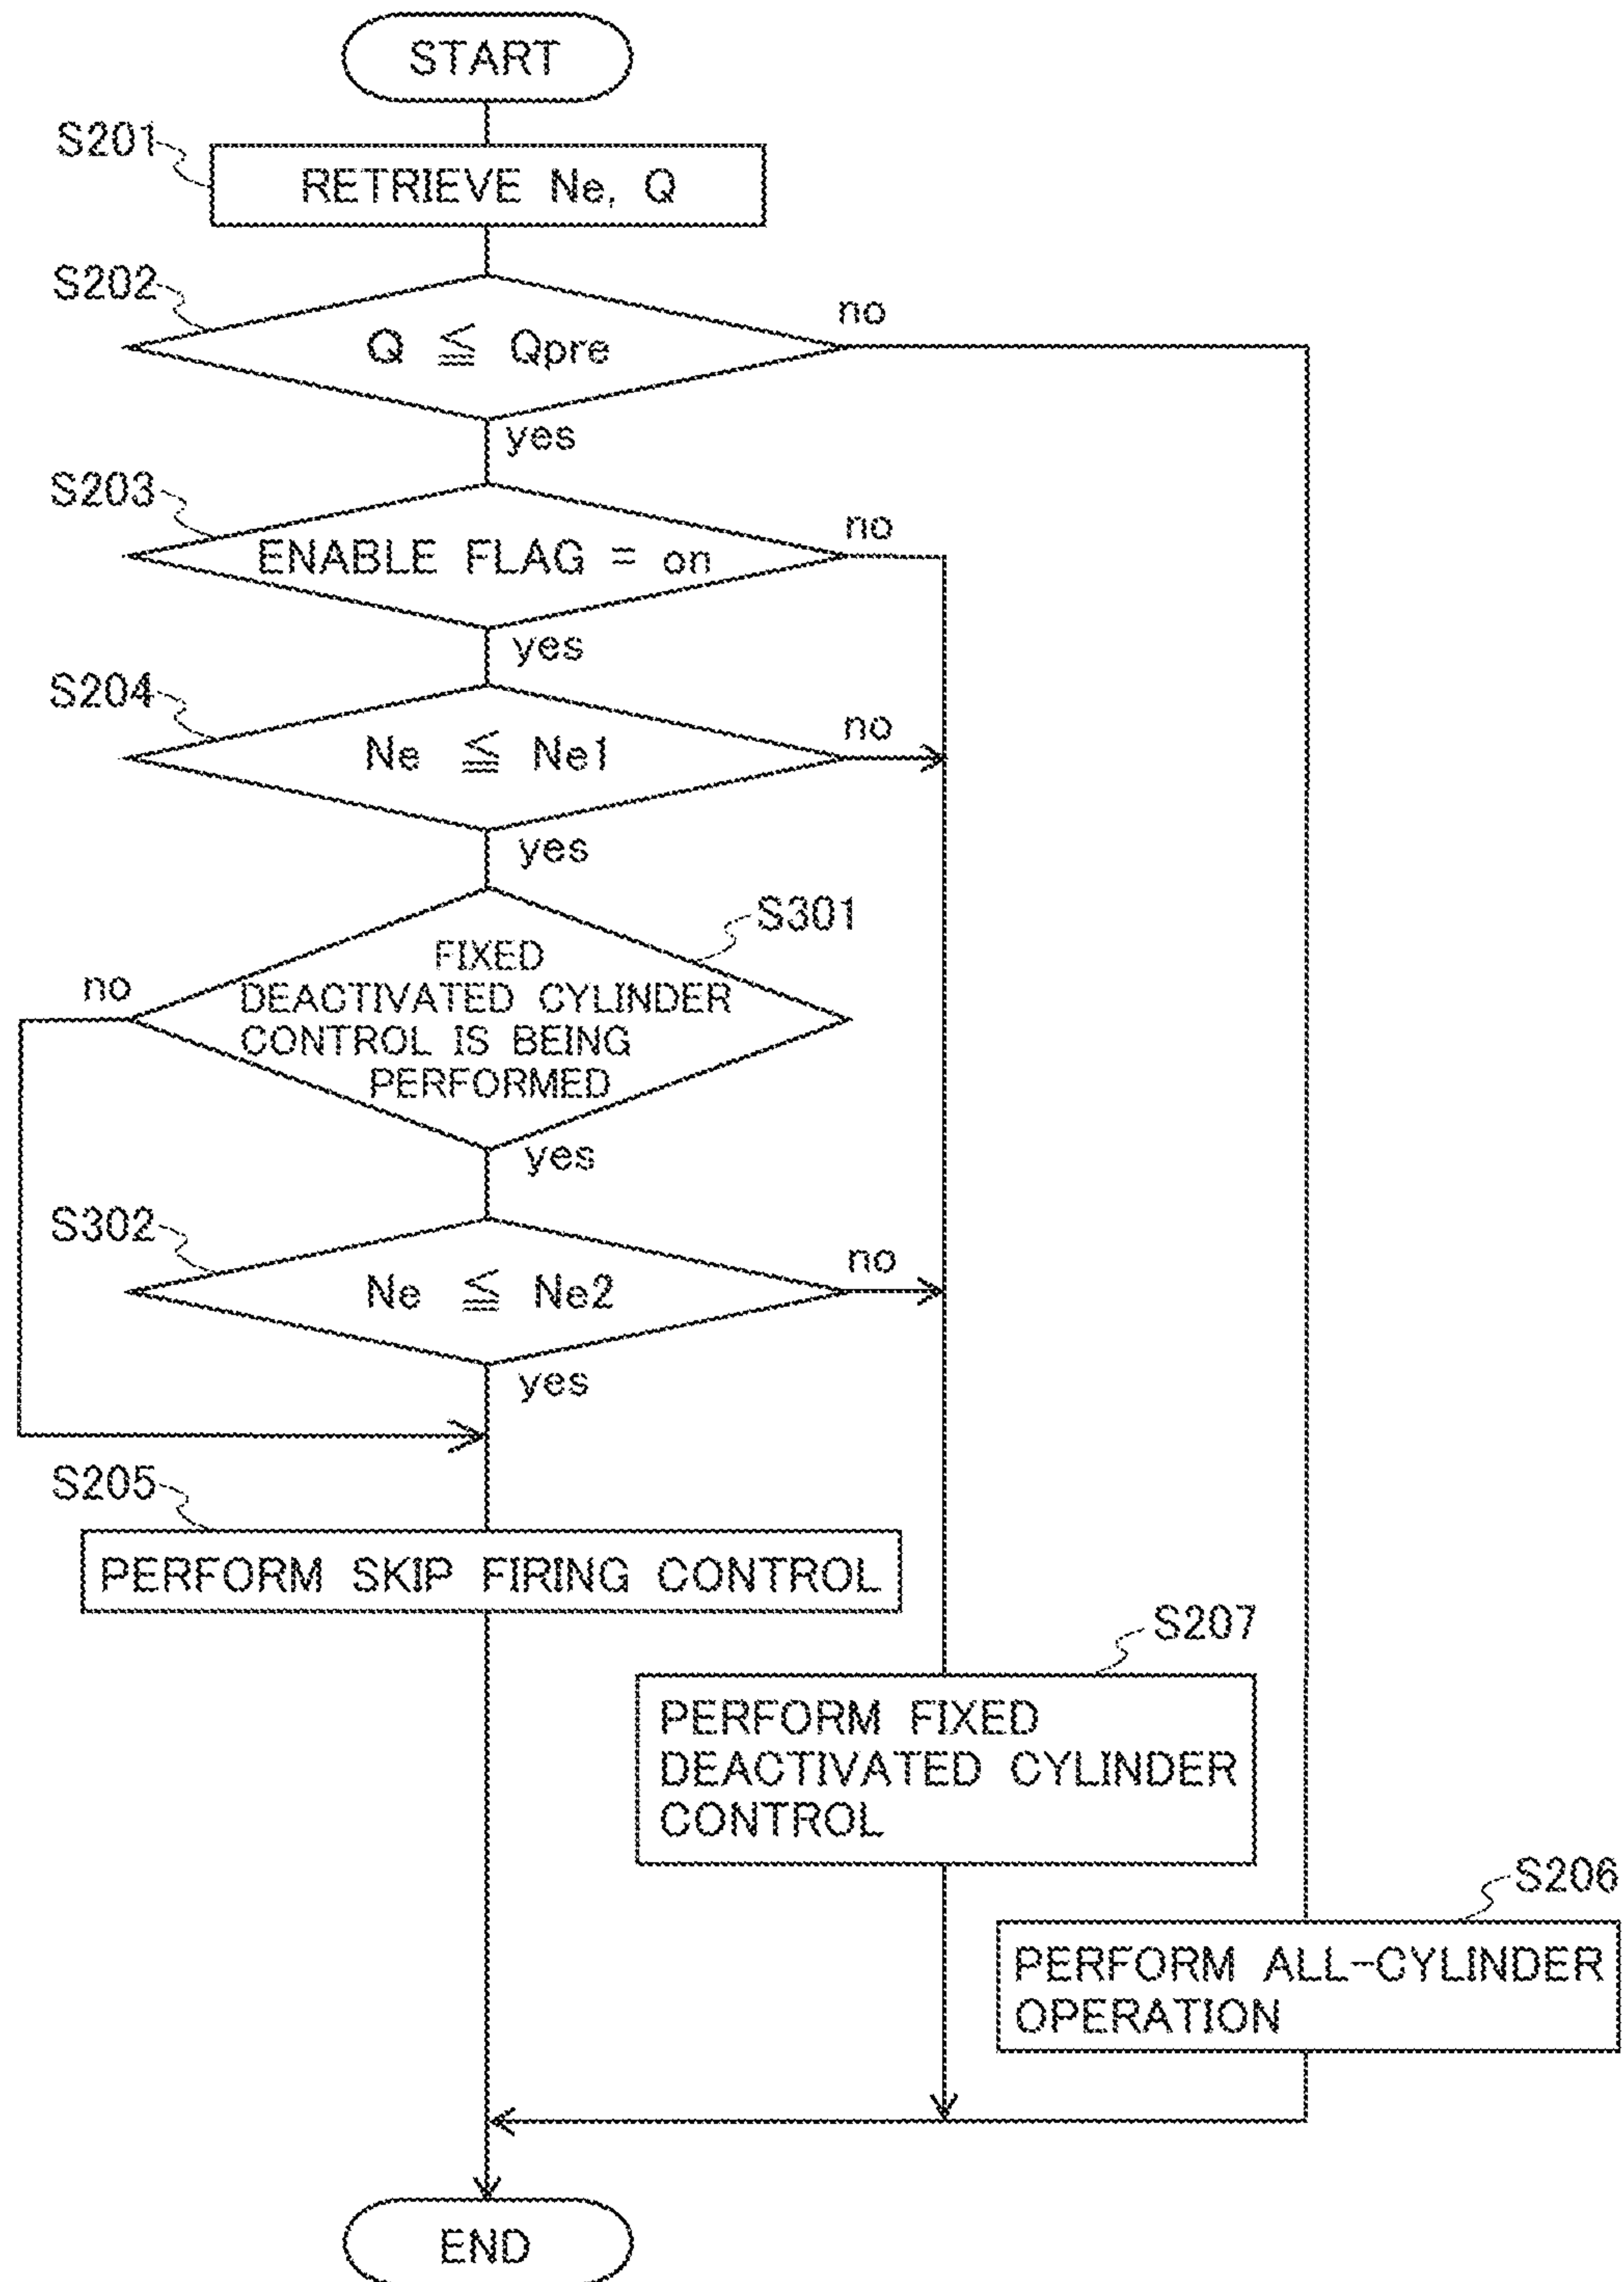 START
S201
RETRIEVE Ne, Q
S202
Q ≦ Qpre
no
yes
S203
ENABLE FLAG = on
no
yes
S204
Ne ≦ Ne1
no
yes
S301
FIXED
DEACTIVATED CYLINDER
CONTROL IS BEING
PERFORMED
no
yes
S302
Ne ≦ Ne2
no
yes
S205
PERFORM SKIP FIRING CONTROL
S207
PERFORM FIXED
DEACTIVATED CYLINDER
CONTROL
S206
PERFORM ALL-CYLINDER
OPERATION
END